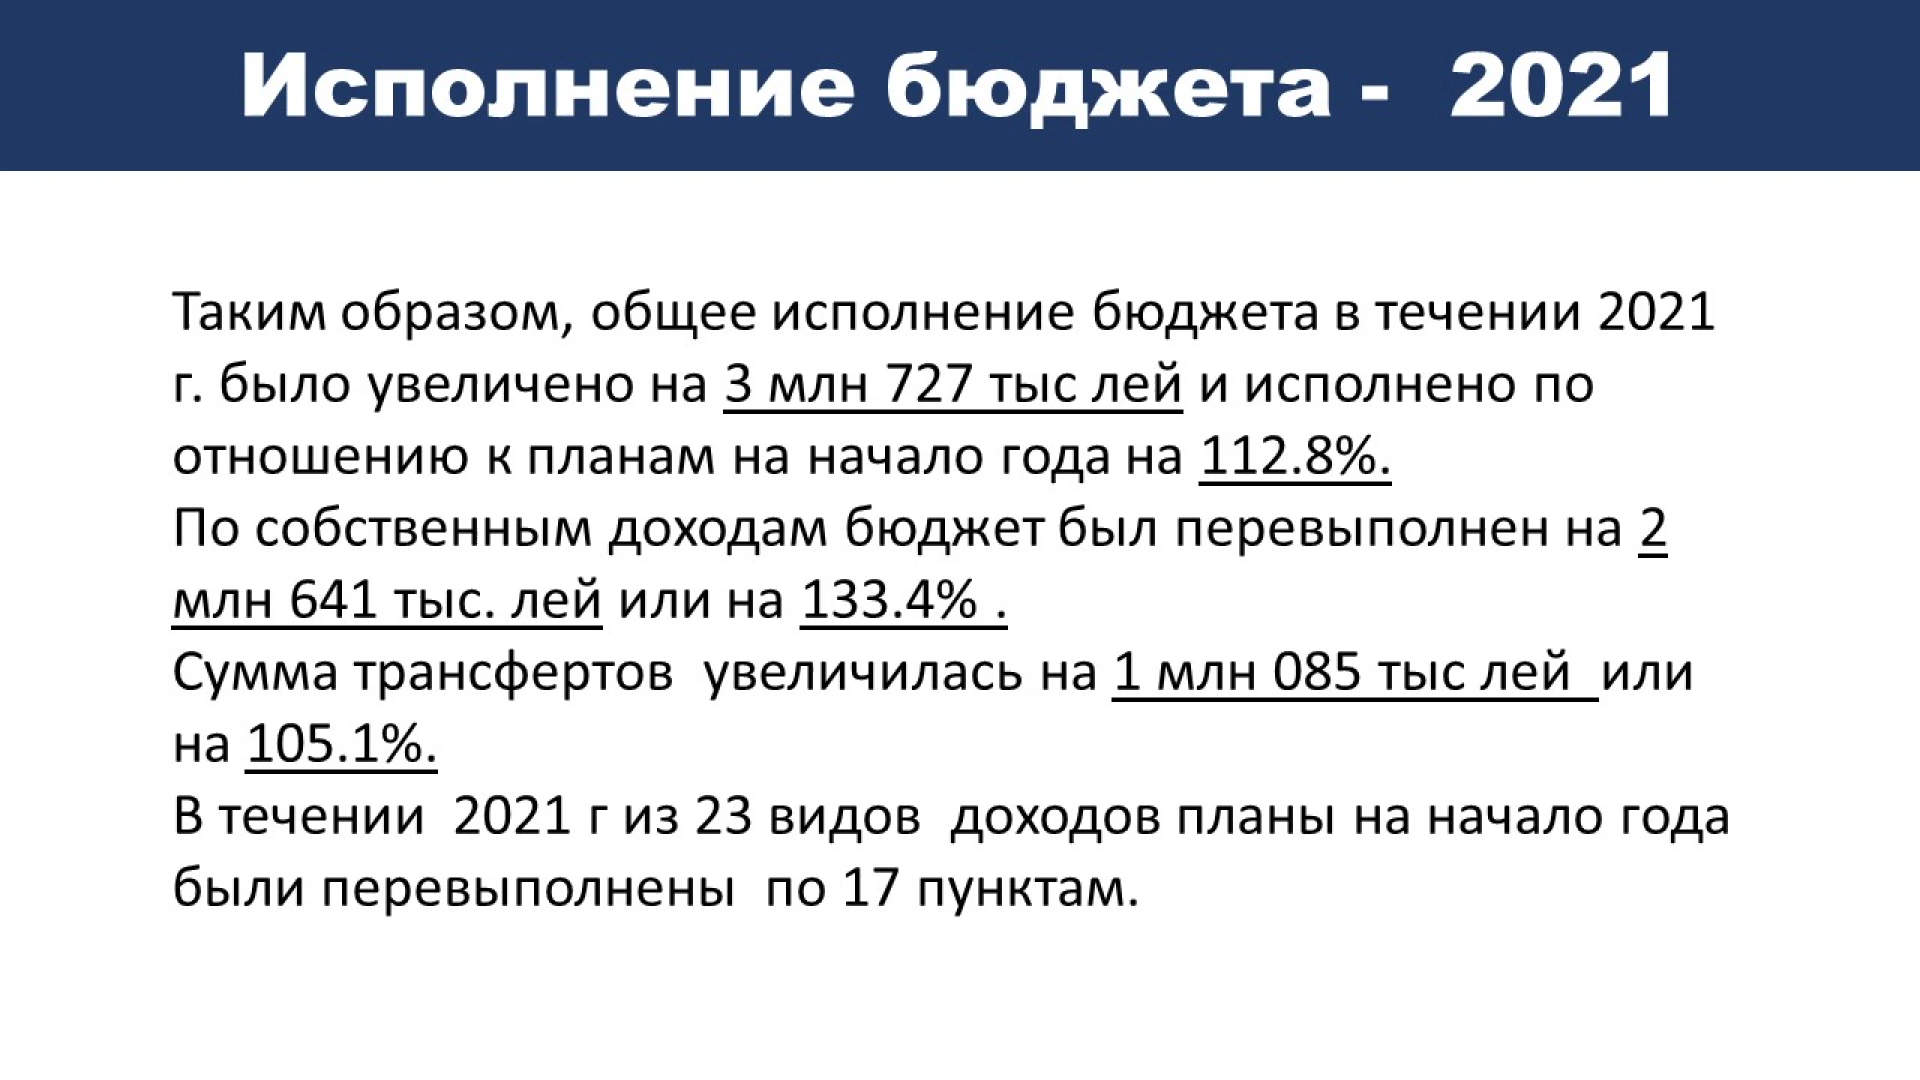 Исполнение бюджета -  2021
Таким образом, общее исполнение бюджета в течении 2021
г. было увеличено на 3 млн 727 тыс лей и исполнено по
отношению к планам на начало года на 112.8%.
По собственным доходам бюджет был перевыполнен на 2
млн 641 тыс. лей или на 133.4% .
Сумма трансфертов  увеличилась на 1 млн 085 тыс лей  или
на 105.1%.
В течении  2021 г из 23 видов  доходов планы на начало года
были перевыполнены  по 17 пунктам.